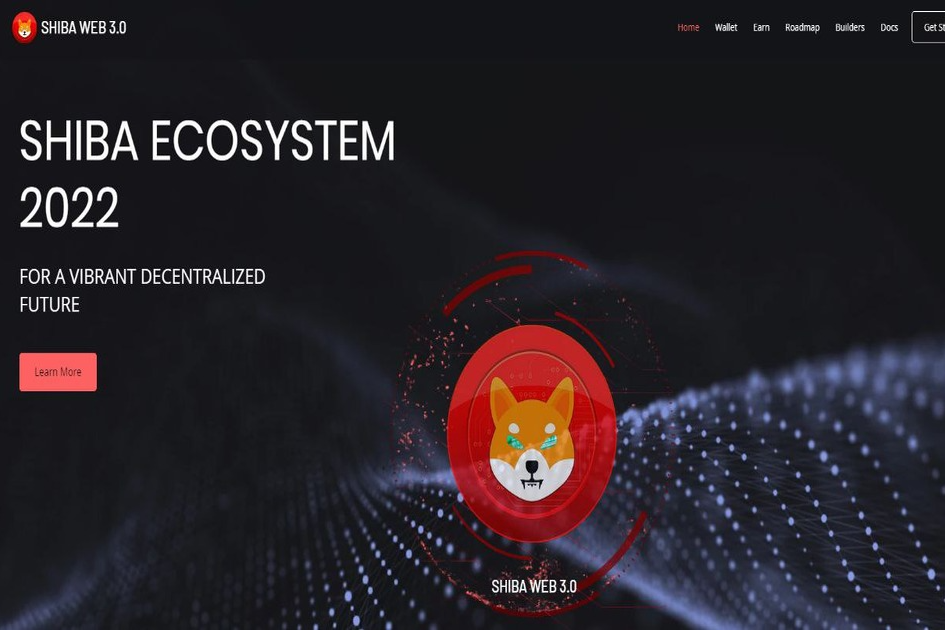 SHIBA WEB 3.0
Home Wallet Earn Roadmap Builders Docs Get
SHIBA ECOSYSTEM
2022
FOR A VIBRANT DECENTRALIZED
FUTURE
Learn More
SHIBA WEB 3.0